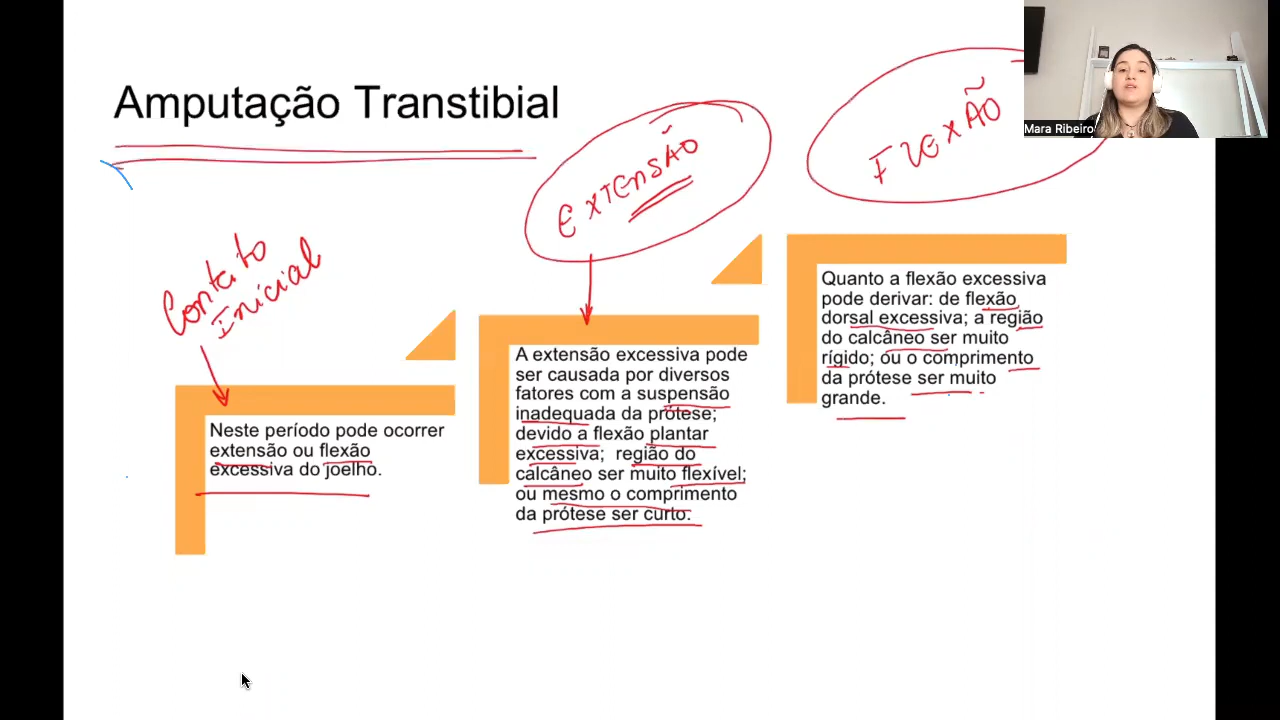 Amputação Transtibial
EXTENSÃO
FLEXÃO
Mara Ribeiro
Contato
Inicial
Neste período pode ocorrer
extensão ou flexão
excessiva do joelho.
A extensão excessiva pode
ser causada por diversos
fatores com a suspensão
inadequada da prótese;
devido a flexão plantar
excessiva; região do
calcâneo ser muito flexível;
ou mesmo o comprimento
da prótese ser curto.
Quanto a flexão excessiva
pode derivar: de flexão
dorsal excessiva; a região
do calcâneo ser muito
rígido; ou o comprimento
da prótese ser muito
grande.